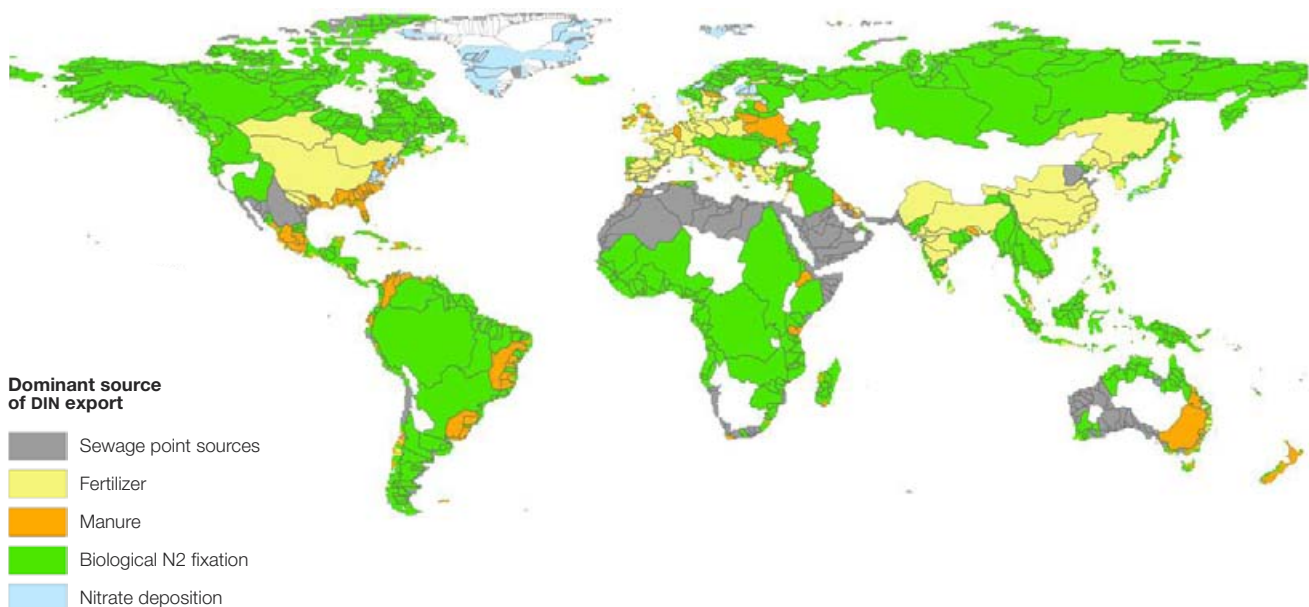 Dominant source
of DIN export
Sewage point sources
Fertilizer
Manure
Biological N2 fixation
Nitrate deposition